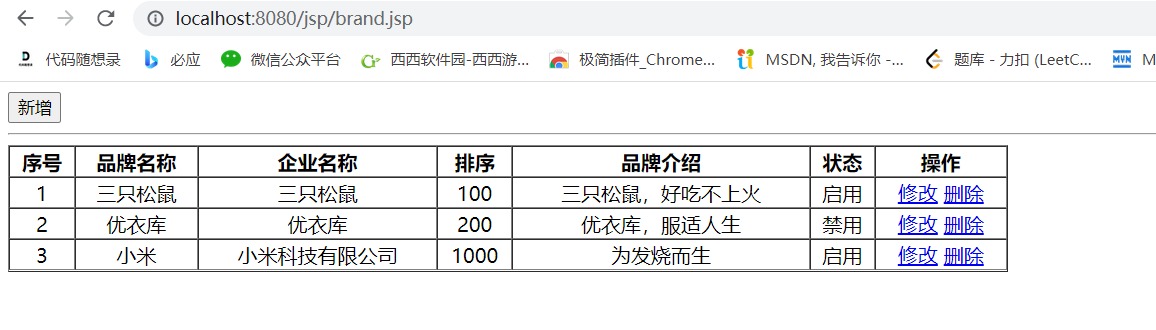 localhost:8080/jsp/brand.jsp
代码随想录 必应 微信公众平台 西西软件园-西西游... 极简插件_Chrome... MSDN, 我告诉你 -... 题库 - 力扣 (LeetC... M
新增
序号 品牌名称 企业名称 排序 品牌介绍 状态 操作
1 三只松鼠 三只松鼠 100 三只松鼠，好吃不上火 启用 修改 删除
2 优衣库 优衣库 200 优衣库，服适人生 禁用 修改 删除
3 小米 小米科技有限公司 1000 为发烧而生 启用 修改 删除